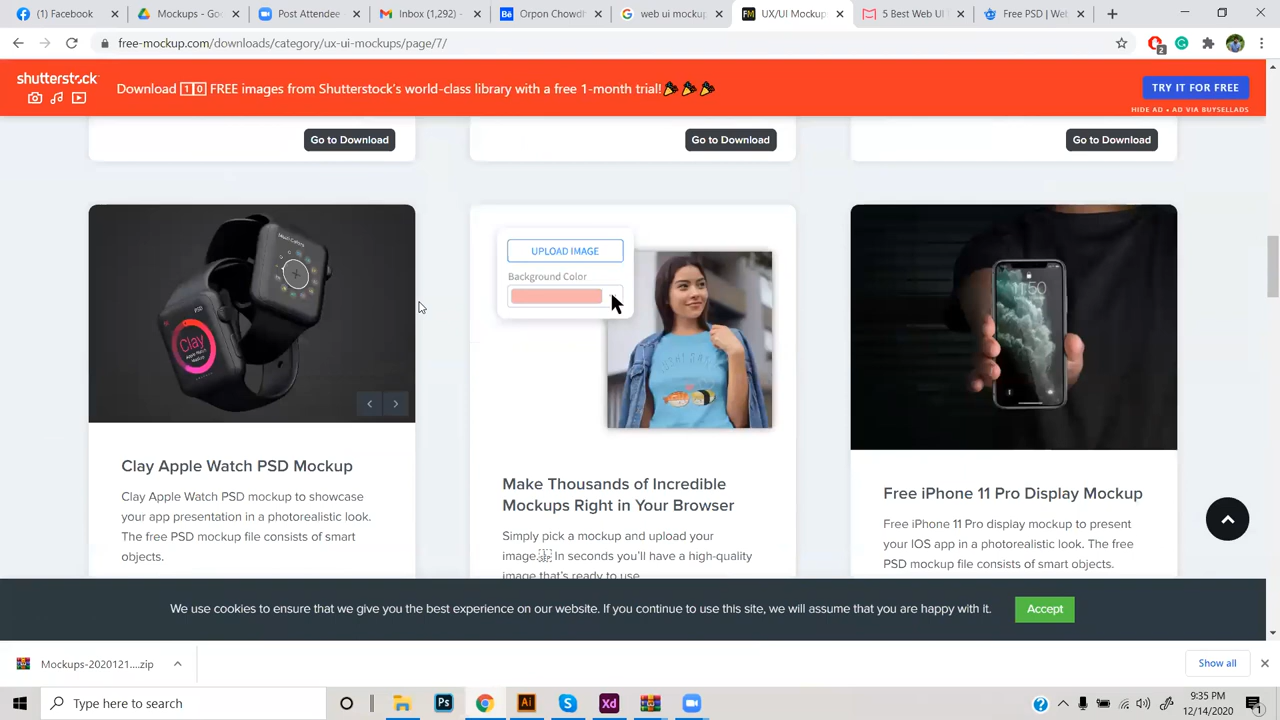 Facebook
Mockups - Goo
Post Attendee
Inbox (1,292) -
Orpon Chowdh
web ui mockup
UX/UI Mockup
5 Best Web UI
Free PSD | Web
free-mockup.com/downloads/category/ux-ui-mockups/page/7/
shutterstock
Download 10 FREE images from Shutterstock's world-class library with a free 1-month trial!🎉🎉🎉
TRY IT FOR FREE
HIDE AD • AD VIA BUYSELLADS
Go to Download
Go to Download
Go to Download
UPLOAD IMAGE
Background Color
Clay
11:50
Clay Apple Watch PSD Mockup
Clay Apple Watch PSD mockup to showcase
your app presentation in a photorealistic look.
The free PSD mockup file consists of smart
objects.
Make Thousands of Incredible
Mockups Right in Your Browser
Simply pick a mockup and upload your
image. In seconds you'll have a high-quality
image that's ready to use.
Free iPhone 11 Pro Display Mockup
Free iPhone 11 Pro display mockup to present
your IOS app in a photorealistic look. The free
PSD mockup file consists of smart objects.
We use cookies to ensure that we give you the best experience on our website. If you continue to use this site, we will assume that you are happy with it.
Accept
Mockups-2020121....zip
Show all
Type here to search
9:35 PM
12/14/2020